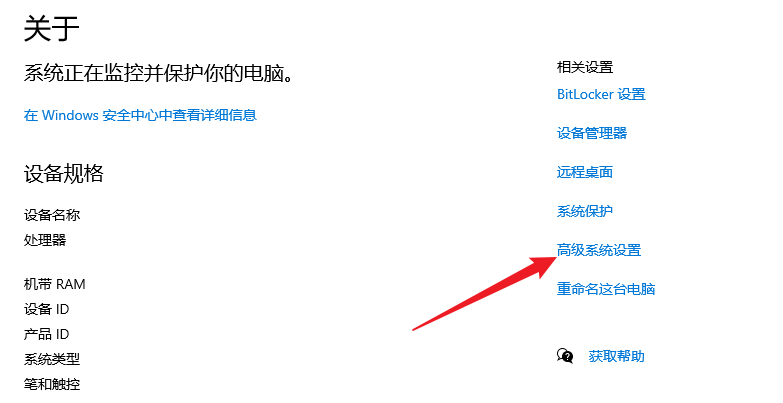 关于
系统正在监控并保护你的电脑。
在 Windows 安全中心中查看详细信息
设备规格
设备名称
处理器
机带 RAM
设备 ID
产品 ID
系统类型
笔和触控
相关设置
BitLocker 设置
设备管理器
远程桌面
系统保护
高级系统设置
重命名这台电脑
获取帮助